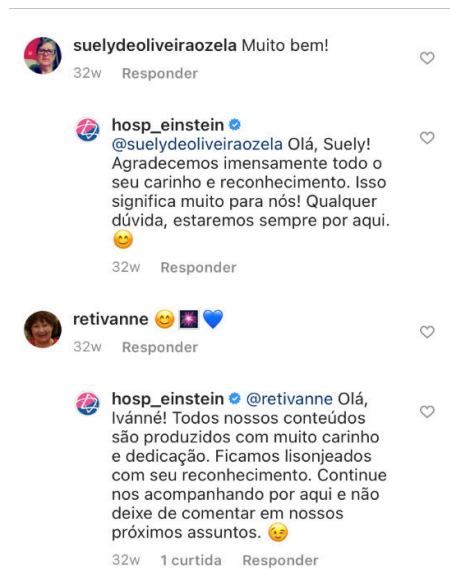 suelydeoliveiraozela Muito bem!
32w Responder
hosp_einstein
@suelydeoliveiraozela Olá, Suely!
Agradecemos imensamente todo o
seu carinho e reconhecimento. Isso
significa muito para nós! Qualquer
dúvida, estaremos sempre por aqui.
😊
32w Responder
retivanne 😊 🎆 💙
32w Responder
hosp_einstein @retivanne Olá,
Ivánné! Todos nossos conteúdos
são produzidos com muito carinho
e dedicação. Ficamos lisonjeados
com seu reconhecimento. Continue
nos acompanhando por aqui e não
deixe de comentar em nossos
próximos assuntos. 😉
32w 1 curtida Responder